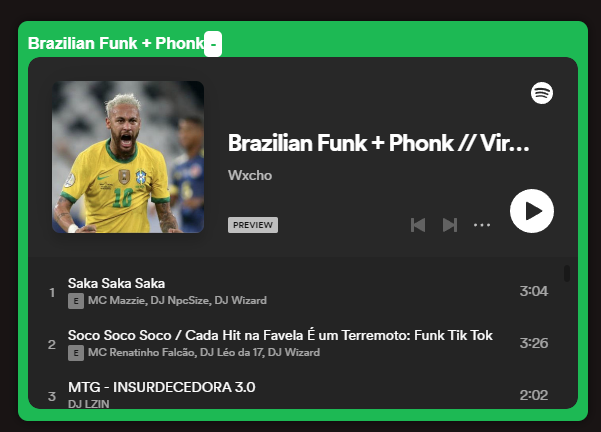 Brazilian Funk + Phonk -
Brazilian Funk + Phonk // Vir...
Wxcho
PREVIEW
1 Saka Saka Saka 3:04
E MC Mazzie, DJ NpcSize, DJ Wizard
2 Soco Soco Soco / Cada Hit na Favela É um Terremoto: Funk Tik Tok 3:26
E MC Renatinho Falcão, DJ Léo da 17, DJ Wizard
3 MTG - INSURDECEDORA 3.0 2:02
DJ LZIN